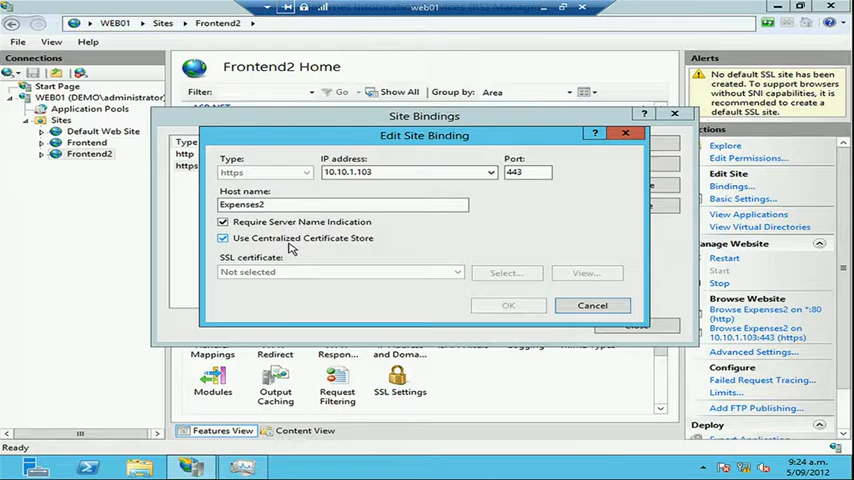 web01
WEB01 Sites Frontend2
File View Help
Connections
Start Page
WEB01 (DEMO\administrator)
Application Pools
Sites
Default Web Site
Frontend
Frontend2
Frontend2 Home
Filter: Go Show All Group by: Area
Site Bindings
Type
http
https
Edit Site Binding
Type: IP address: Port:
https 10.10.1.103 443
Host name:
Expenses2
Require Server Name Indication
Use Centralized Certificate Store
SSL certificate:
Not selected Select... View...
OK Cancel
Close
Mappings Redirect Respon... and Doma...
Modules Output Caching Request Filtering SSL Settings
Features View Content View
Ready
Alerts
No default SSL site has been
created. To support browsers
without SNI capabilities, it is
recommended to create a
default SSL site.
ctions
Explore
Edit Permissions...
Edit Site
Bindings...
Basic Settings...
View Applications
View Virtual Directories
Manage Website
Restart
Start
Stop
Browse Website
Browse Expenses2 on *:80
(http)
Browse Expenses2 on
10.10.1.103:443 (https)
Advanced Settings...
Configure
Failed Request Tracing...
Limits...
Add FTP Publishing...
Deploy
9:24 a.m.
5/09/2012